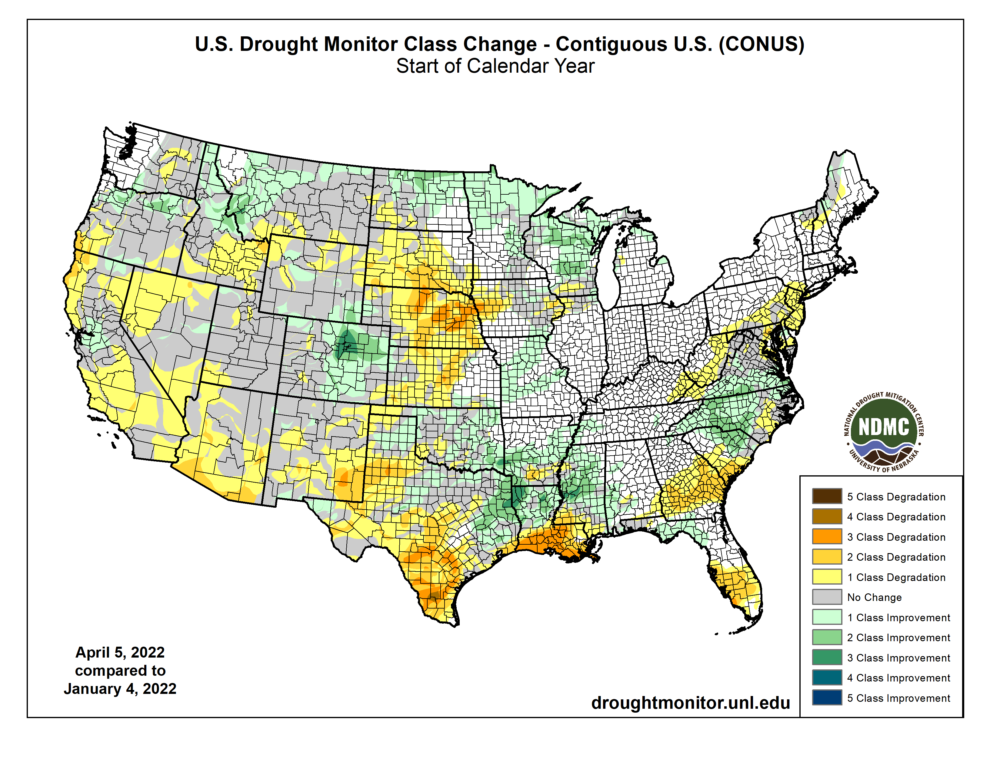 U.S. Drought Monitor Class Change - Contiguous U.S. (CONUS)
Start of Calendar Year
NATIONAL DROUGHT MITIGATION CENTER
NDMC
• UNIVERSITY OF NEBRASKA •
5 Class Degradation
4 Class Degradation
3 Class Degradation
2 Class Degradation
1 Class Degradation
No Change
1 Class Improvement
2 Class Improvement
3 Class Improvement
4 Class Improvement
5 Class Improvement
April 5, 2022
compared to
January 4, 2022
droughtmonitor.unl.edu